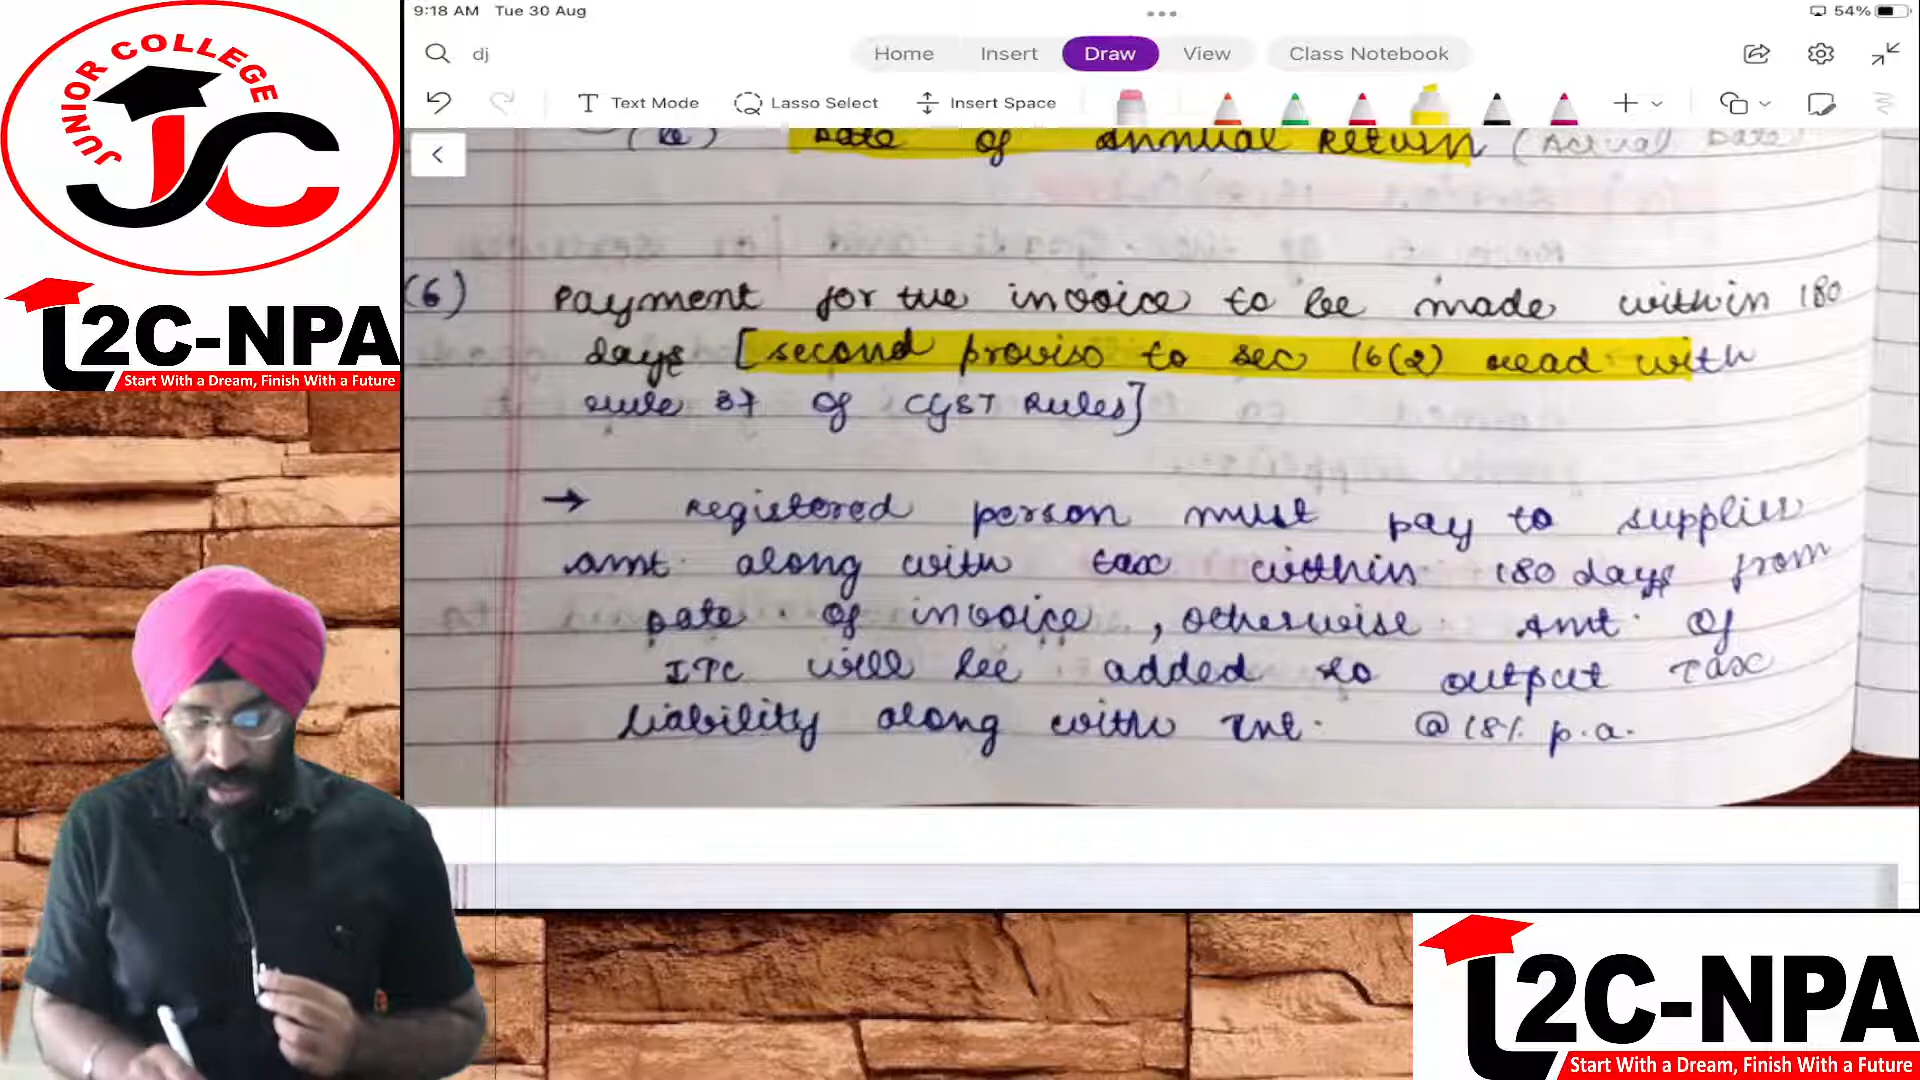 9:18 AM Tue 30 Aug
54%
dj
Home Insert Draw View Class Notebook
Text Mode Lasso Select Insert Space
JUNIOR COLLEGE
JC
L2C-NPA
Start With a Dream, Finish With a Future
Date of Annual Return (Actual Date)
(6) Payment for the invoice to be made within 180
days [second proviso to sec 16(2) read with
rule 37 of CGST Rules]
→ Registered person must pay to supplier
amt. along with tax within 180 days from
date of invoice, otherwise Amt. of
ITC will be added to output Tax
liability along with Int. @ 18% p.a.
L2C-NPA
Start With a Dream, Finish With a Future